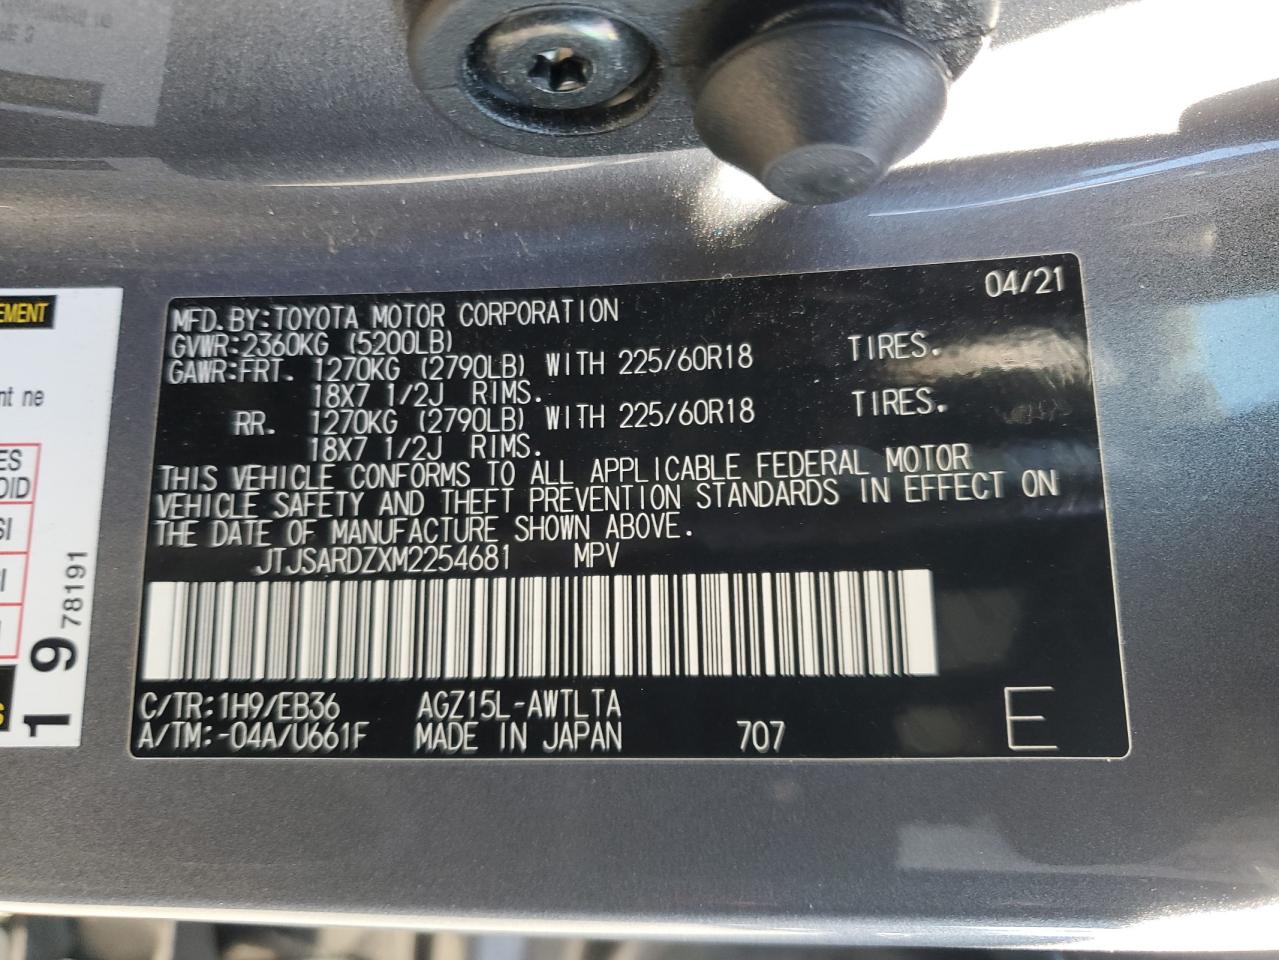 EMENT
nt ne
ES
OID
SI
19 78191
MFD.BY:TOYOTA MOTOR CORPORATION 04/21
GVWR:2360KG (5200LB)
GAWR:FRT. 1270KG (2790LB) WITH 225/60R18 TIRES.
18X7 1/2J RIMS.
RR. 1270KG (2790LB) WITH 225/60R18 TIRES.
18X7 1/2J RIMS.
THIS VEHICLE CONFORMS TO ALL APPLICABLE FEDERAL MOTOR
VEHICLE SAFETY AND THEFT PREVENTION STANDARDS IN EFFECT ON
THE DATE OF MANUFACTURE SHOWN ABOVE.
JTJSARDZXM2254681 MPV
C/TR:1H9/EB36 AGZ15L-AWTLTA
A/TM:-04A/U661F MADE IN JAPAN 707 E